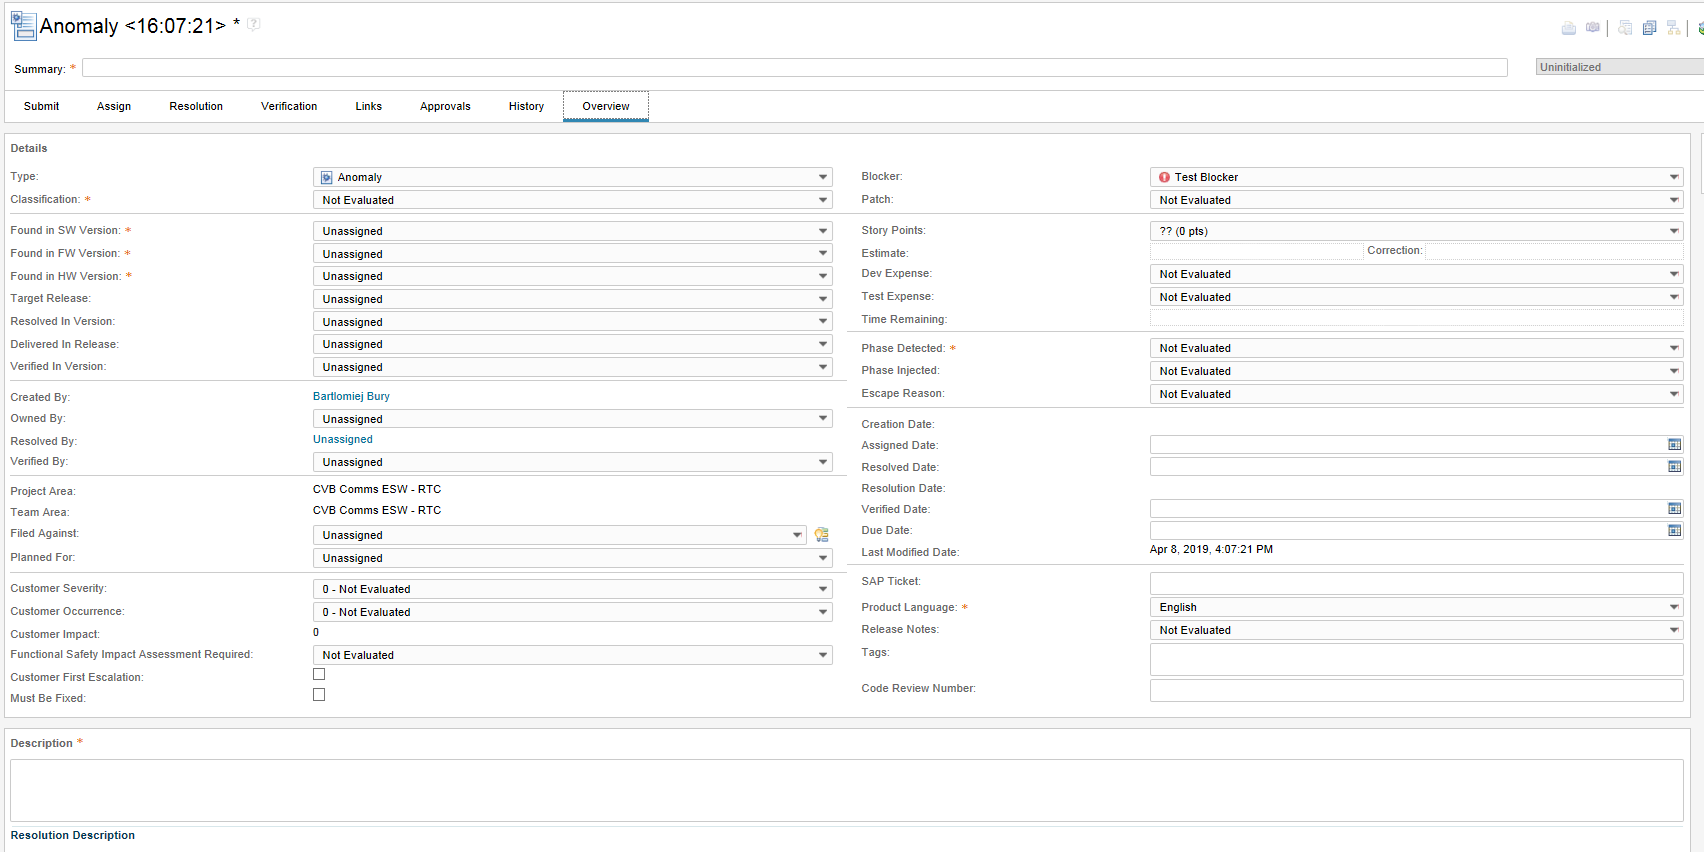 Anomaly <16:07:21> * ?
Summary: *
Uninitialized
Submit Assign Resolution Verification Links Approvals History Overview
Details
Type: Anomaly
Classification: * Not Evaluated
Found in SW Version: * Unassigned
Found in FW Version: * Unassigned
Found in HW Version: * Unassigned
Target Release: Unassigned
Resolved In Version: Unassigned
Delivered In Release: Unassigned
Verified In Version: Unassigned
Created By: Bartlomiej Bury
Owned By: Unassigned
Resolved By: Unassigned
Verified By: Unassigned
Project Area: CVB Comms ESW - RTC
Team Area: CVB Comms ESW - RTC
Filed Against: Unassigned
Planned For: Unassigned
Customer Severity: 0 - Not Evaluated
Customer Occurrence: 0 - Not Evaluated
Customer Impact: 0
Functional Safety Impact Assessment Required: Not Evaluated
Customer First Escalation:
Must Be Fixed:
Blocker: Test Blocker
Patch: Not Evaluated
Story Points: ?? (0 pts)
Estimate: Correction:
Dev Expense: Not Evaluated
Test Expense: Not Evaluated
Time Remaining:
Phase Detected: * Not Evaluated
Phase Injected: Not Evaluated
Escape Reason: Not Evaluated
Creation Date:
Assigned Date:
Resolved Date:
Resolution Date:
Verified Date:
Due Date:
Last Modified Date: Apr 8, 2019, 4:07:21 PM
SAP Ticket:
Product Language: * English
Release Notes: Not Evaluated
Tags:
Code Review Number:
Description *
Resolution Description